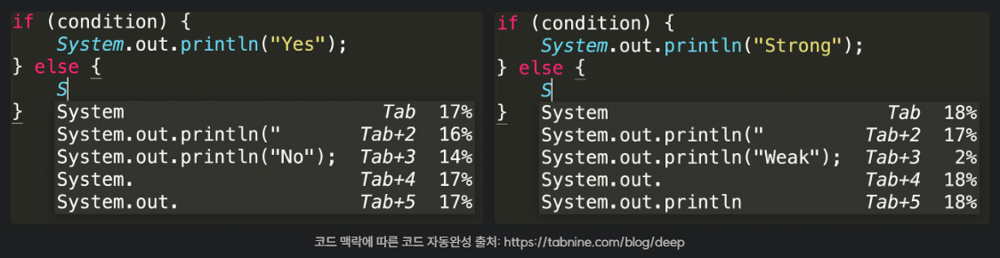 if (condition) {
System.out.println("Yes");
} else {
S
}
System Tab 17%
System.out.println(" Tab+2 16%
System.out.println("No"); Tab+3 14%
System. Tab+4 17%
System.out. Tab+5 17%
if (condition) {
System.out.println("Strong");
} else {
S
}
System Tab 18%
System.out.println(" Tab+2 17%
System.out.println("Weak"); Tab+3 2%
System.out. Tab+4 18%
System.out.println Tab+5 18%
코드 맥락에 따른 코드 자동완성 출처: https://tabnine.com/blog/deep